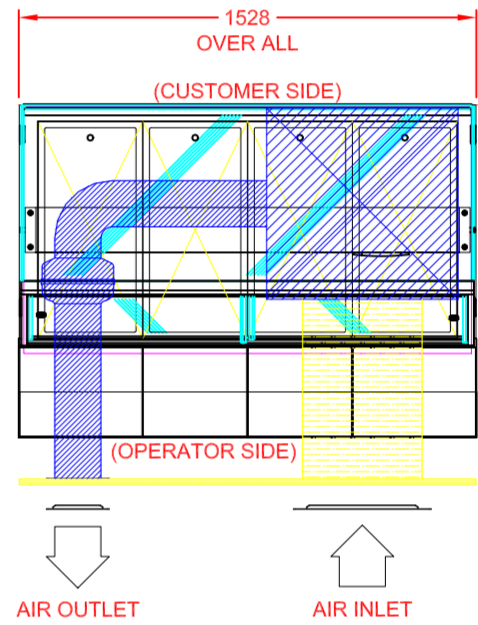 1528
OVER ALL
(CUSTOMER SIDE)
(OPERATOR SIDE)
AIR OUTLET
AIR INLET